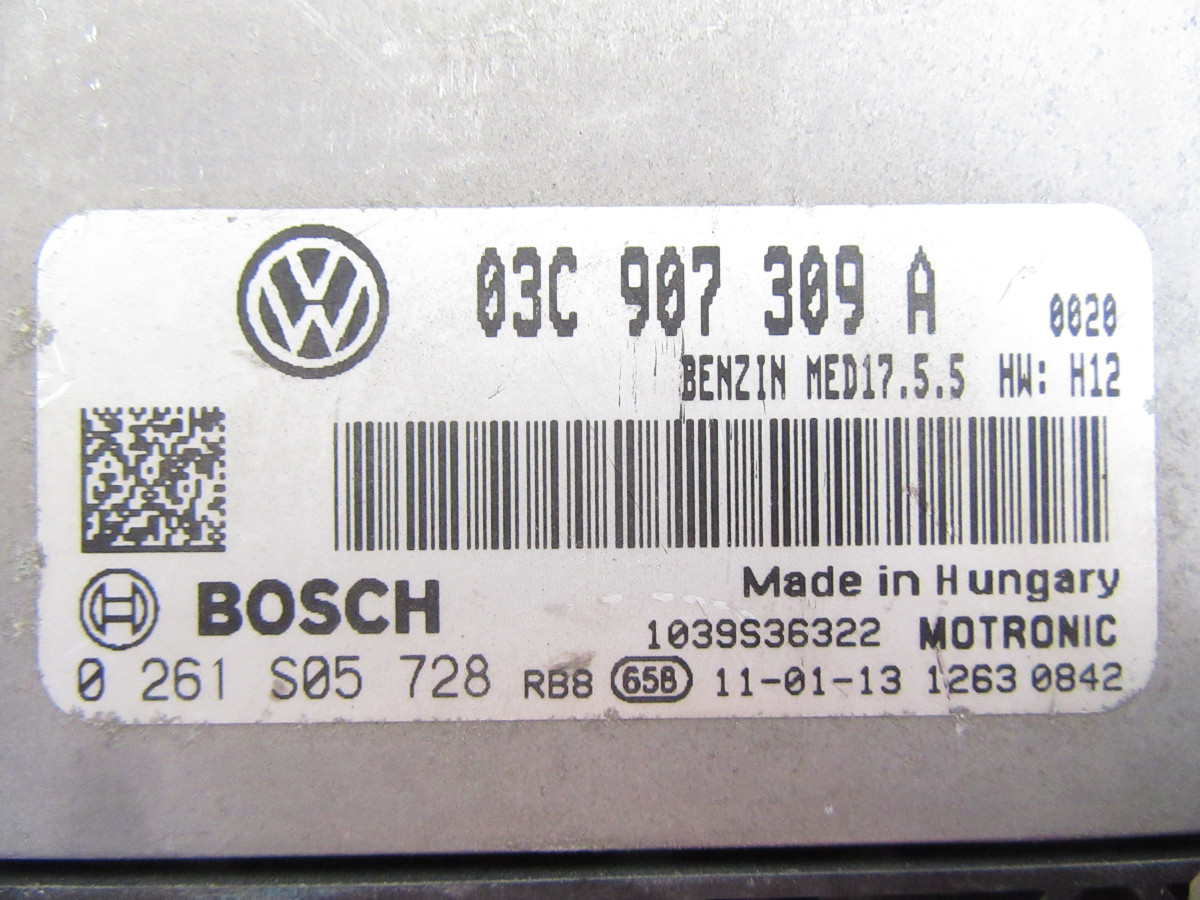 03C 907 309 A 0020
BENZIN MED17.5.5 HW: H12
BOSCH
Made in Hungary
1039S36322 MOTRONIC
0 261 S05 728 RB8 65B 11-01-13 1263 0842